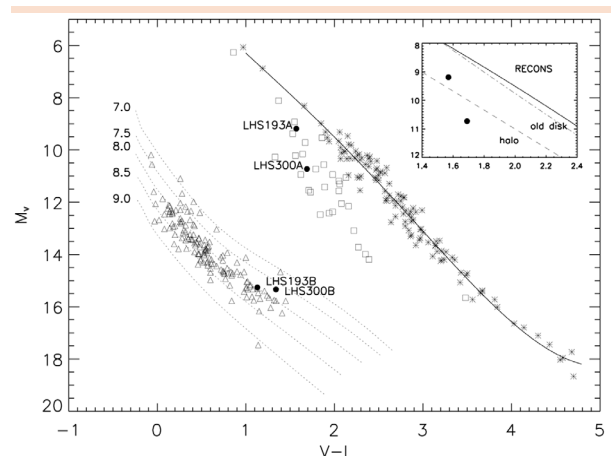 6
8
10
12
14
16
18
20
M_v
7.0
7.5
8.0
8.5
9.0
LHS193A
LHS300A
LHS193B
LHS300B
8
9
10
11
12
RECONS
old disk
halo
1.4 1.6 1.8 2.0 2.2 2.4
-1 0 1 2 3 4 5
V-I